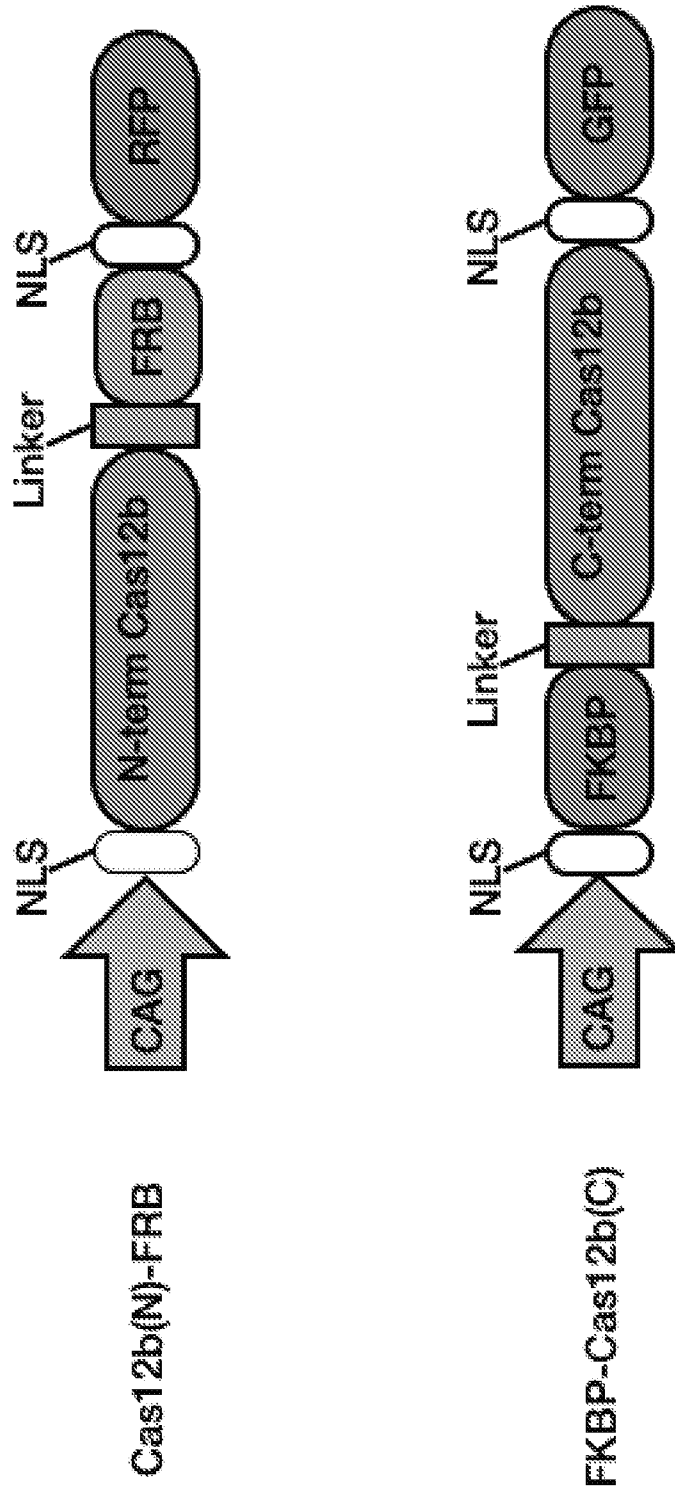 Cas12b(N)-FRB
CAG
NLS
N-term Cas12b
Linker
FRB
NLS
RFP
FKBP-Cas12b(C)
CAG
NLS
FKBP
Linker
C-term Cas12b
NLS
GFP